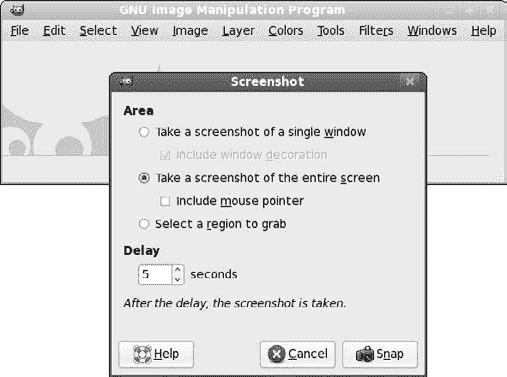 GNU Image Manipulation Program
File Edit Select View Image Layer Colors Tools Filters Windows Help
Screenshot
Area
Take a screenshot of a single window
Include window decoration
Take a screenshot of the entire screen
Include mouse pointer
Select a region to grab
Delay
5 seconds
After the delay, the screenshot is taken.
Help Cancel Snap